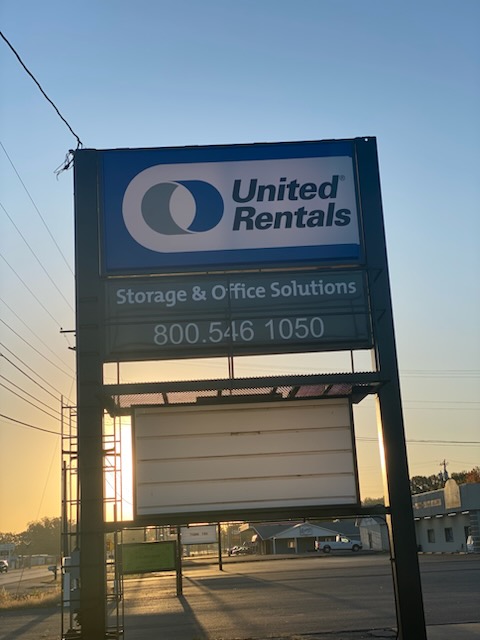 United®
Rentals
Storage & Office Solutions
800.546 1050